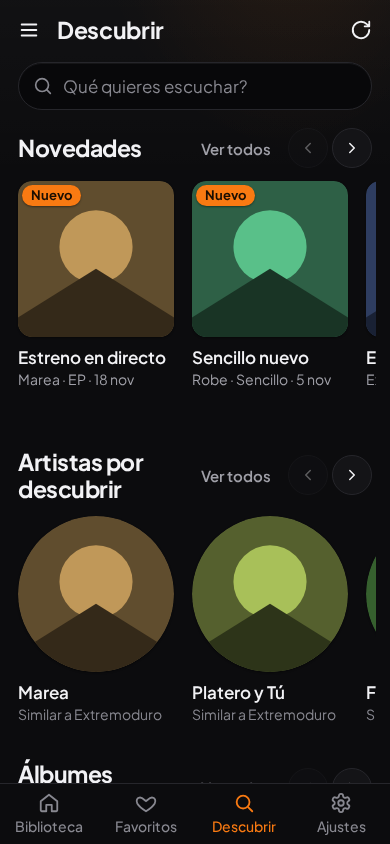 Descubrir
Qué quieres escuchar?
Novedades
Ver todos
Nuevo
Nuevo
Estreno en directo
Sencillo nuevo
E
Marea · EP · 18 nov
Robe · Sencillo · 5 nov
E
Artistas por
descubrir
Ver todos
Marea
Platero y Tú
F
Similar a Extremoduro
Similar a Extremoduro
S
Álbumes
Biblioteca
Favoritos
Descubrir
Ajustes